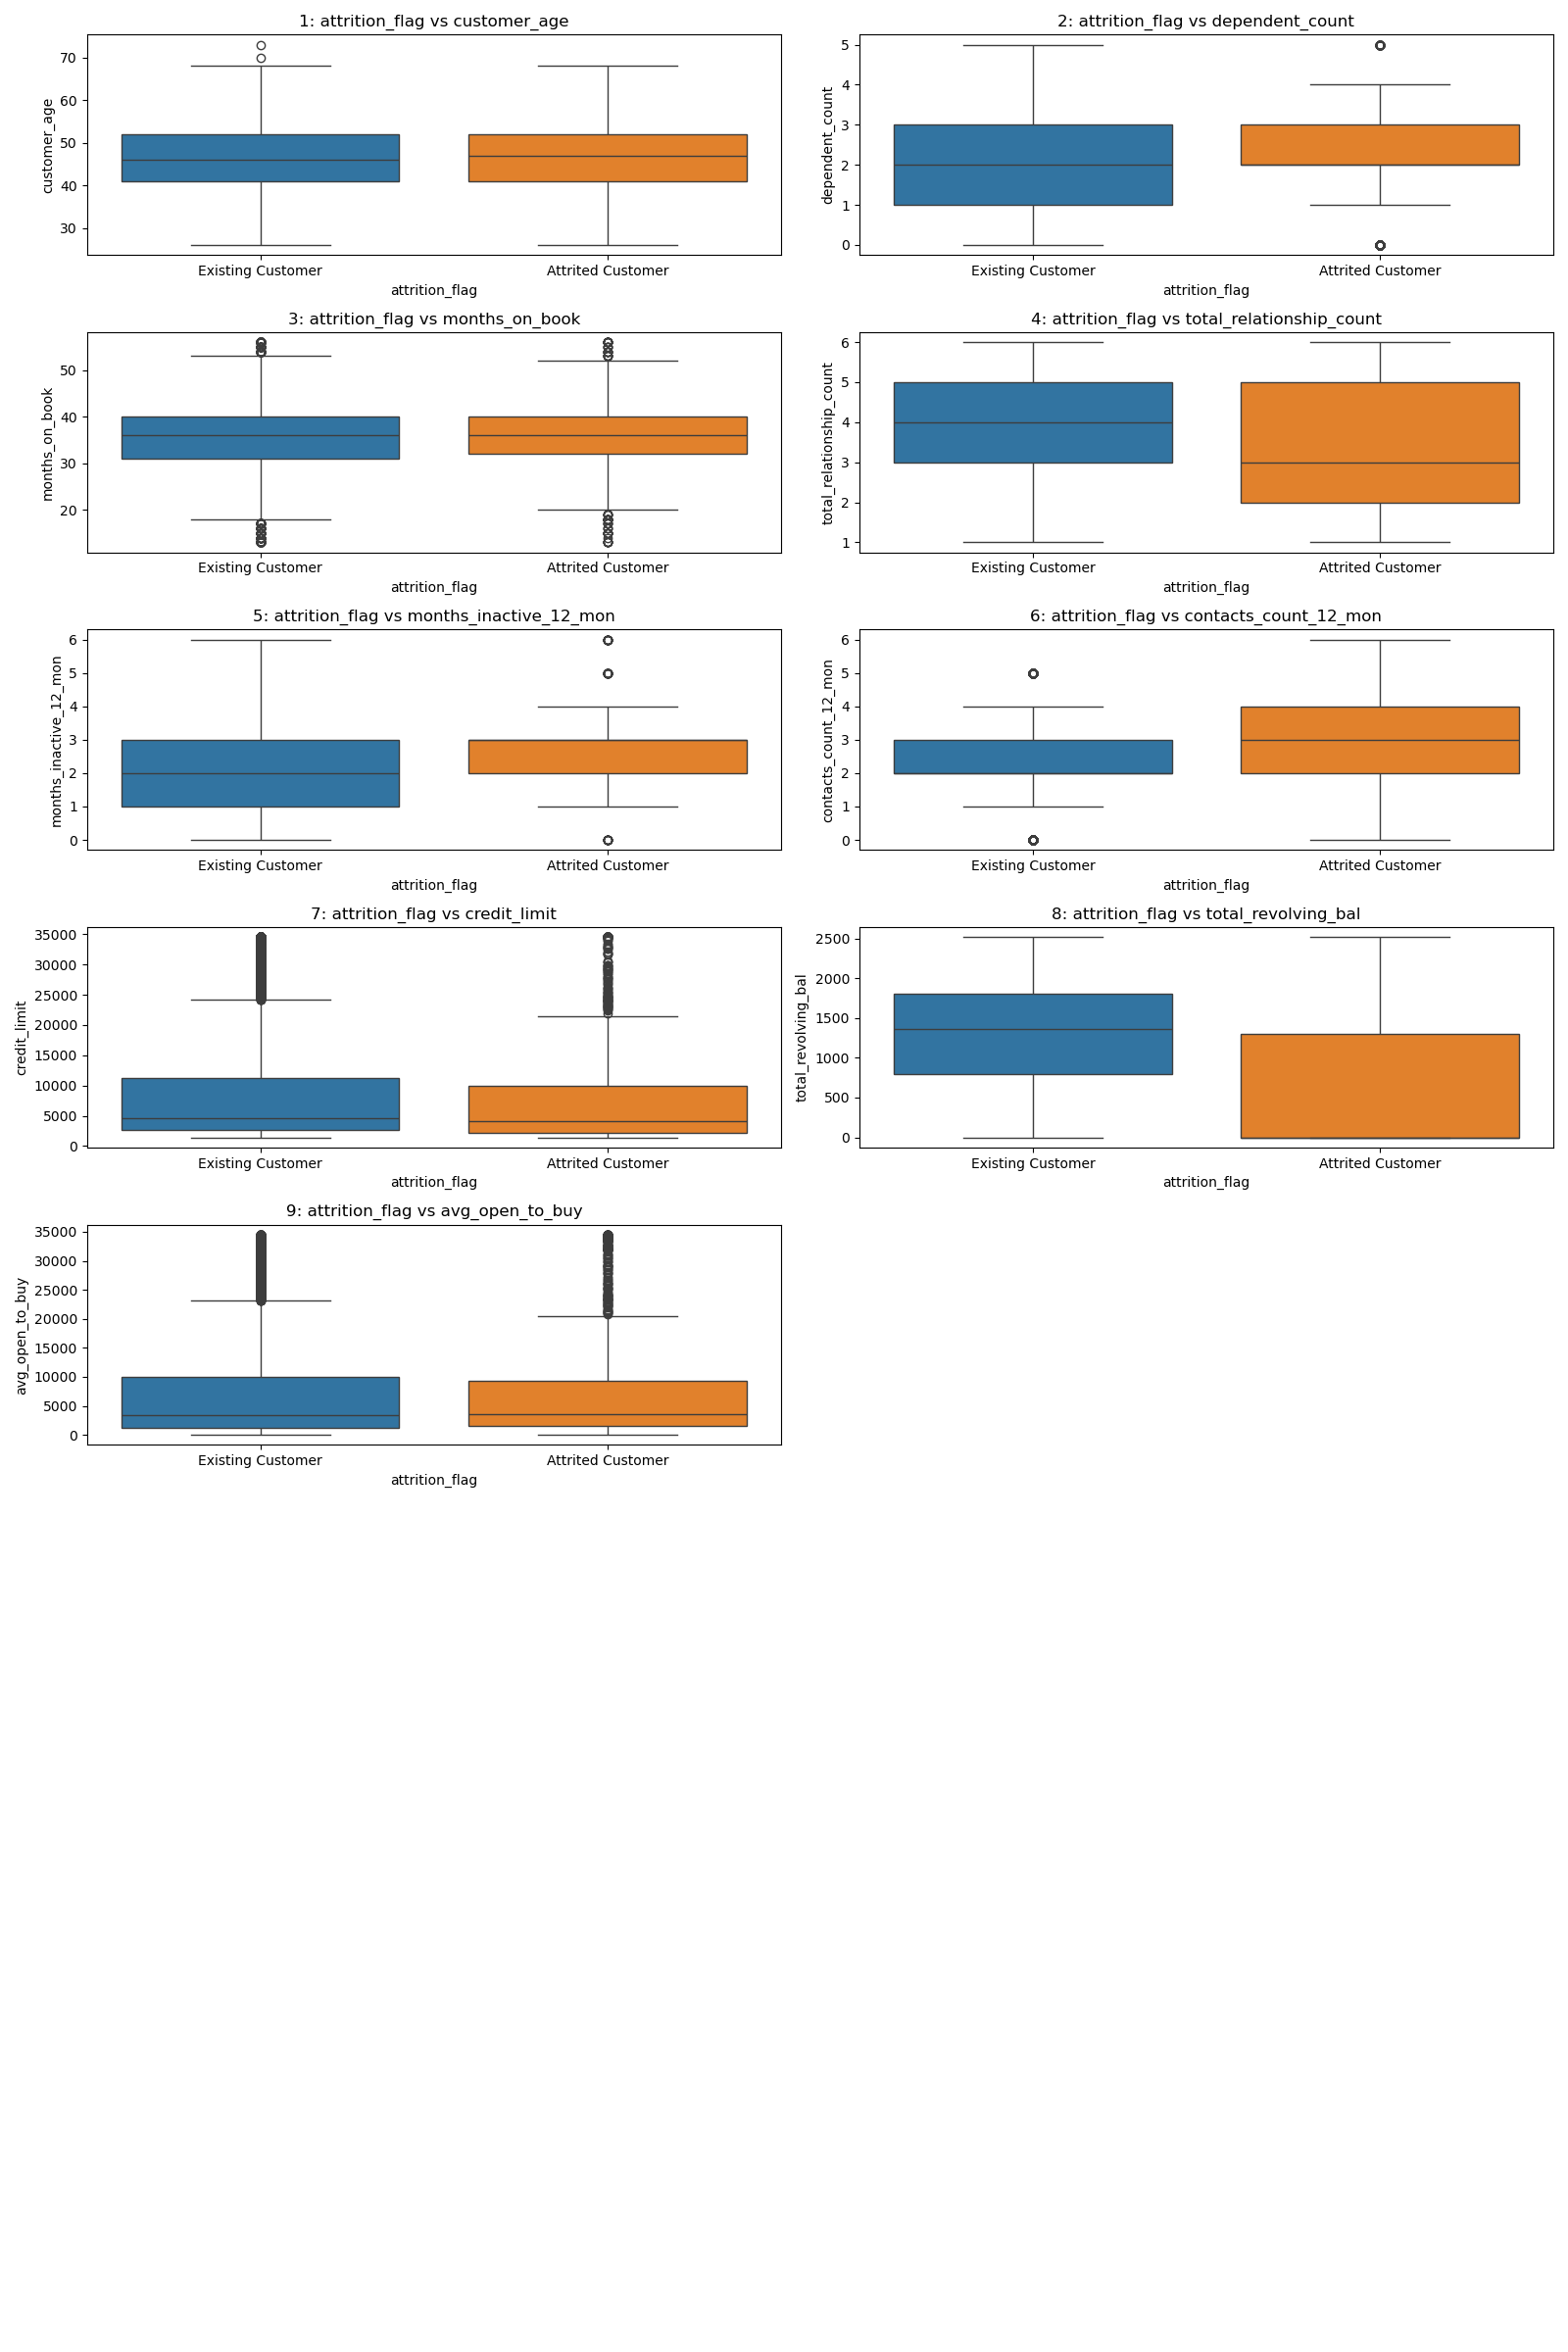 1: attrition_flag vs customer_age
customer_age
70
60
50
40
30
Existing Customer
Attrited Customer
attrition_flag
2: attrition_flag vs dependent_count
dependent_count
5
4
3
2
1
0
Existing Customer
Attrited Customer
attrition_flag
3: attrition_flag vs months_on_book
months_on_book
50
40
30
20
Existing Customer
Attrited Customer
attrition_flag
4: attrition_flag vs total_relationship_count
total_relationship_count
6
5
4
3
2
1
Existing Customer
Attrited Customer
attrition_flag
5: attrition_flag vs months_inactive_12_mon
months_inactive_12_mon
6
5
4
3
2
1
0
Existing Customer
Attrited Customer
attrition_flag
6: attrition_flag vs contacts_count_12_mon
contacts_count_12_mon
6
5
4
3
2
1
0
Existing Customer
Attrited Customer
attrition_flag
7: attrition_flag vs credit_limit
credit_limit
35000
30000
25000
20000
15000
10000
5000
0
Existing Customer
Attrited Customer
attrition_flag
8: attrition_flag vs total_revolving_bal
total_revolving_bal
2500
2000
1500
1000
500
0
Existing Customer
Attrited Customer
attrition_flag
9: attrition_flag vs avg_open_to_buy
avg_open_to_buy
35000
30000
25000
20000
15000
10000
5000
0
Existing Customer
Attrited Customer
attrition_flag